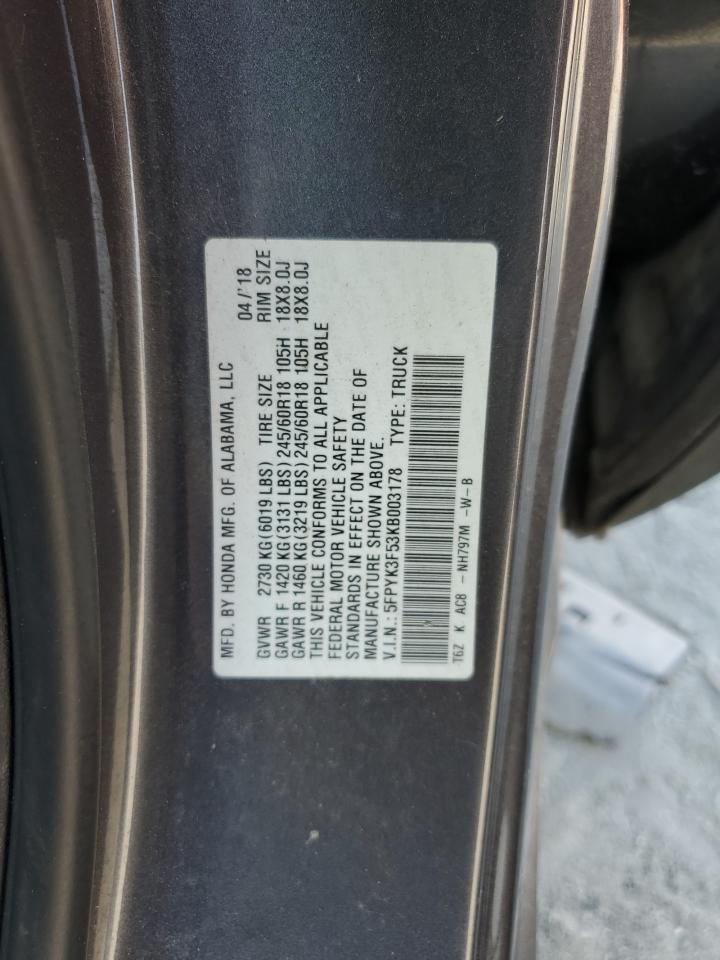 MFD. BY HONDA MFG. OF ALABAMA, LLC 04/'18
GVWR 2730 KG(6019 LBS) TIRE SIZE RIM SIZE
GAWR F 1420 KG(3131 LBS)245/60R18 105H 18X8.0J
GAWR R 1460 KG(3219 LBS)245/60R18 105H 18X8.0J
THIS VEHICLE CONFORMS TO ALL APPLICABLE
FEDERAL MOTOR VEHICLE SAFETY
STANDARDS IN EFFECT ON THE DATE OF
MANUFACTURE SHOWN ABOVE.
V.I.N.: 5FPYK3F53KB003178 TYPE: TRUCK
T6Z K AC8 - NH797M -W-B